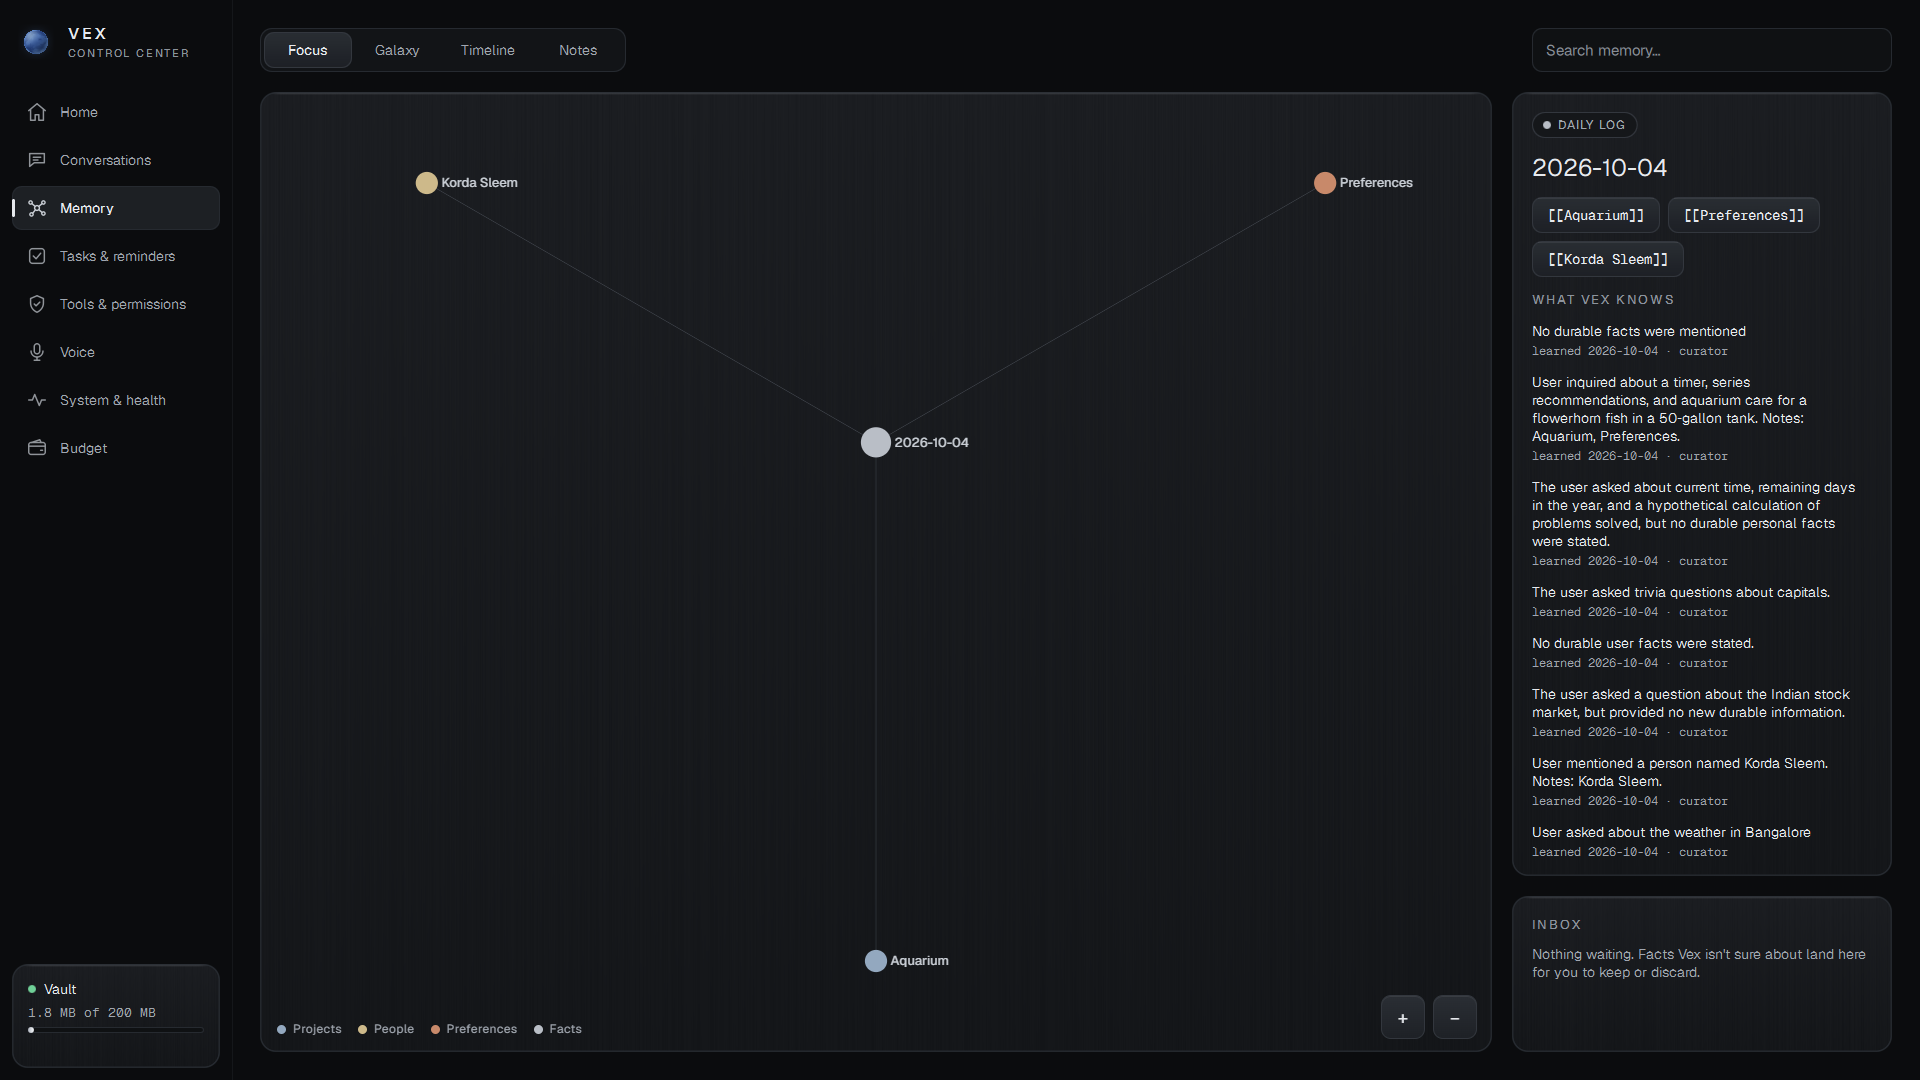 VEX
CONTROL CENTER
Home
Conversations
Memory
Tasks & reminders
Tools & permissions
Voice
System & health
Budget
Vault
1.8 MB of 200 MB
Focus
Galaxy
Timeline
Notes
Search memory…
Korda Sleem
Preferences
2026-10-04
Aquarium
Projects
People
Preferences
Facts
+
−
DAILY LOG
2026-10-04
[[Aquarium]]
[[Preferences]]
[[Korda Sleem]]
WHAT VEX KNOWS
No durable facts were mentioned
learned 2026-10-04 · curator
User inquired about a timer, series
recommendations, and aquarium care for a
flowerhorn fish in a 50-gallon tank. Notes:
Aquarium, Preferences.
learned 2026-10-04 · curator
The user asked about current time, remaining days
in the year, and a hypothetical calculation of
problems solved, but no durable personal facts
were stated.
learned 2026-10-04 · curator
The user asked trivia questions about capitals.
learned 2026-10-04 · curator
No durable user facts were stated.
learned 2026-10-04 · curator
The user asked a question about the Indian stock
market, but provided no new durable information.
learned 2026-10-04 · curator
User mentioned a person named Korda Sleem.
Notes: Korda Sleem.
learned 2026-10-04 · curator
User asked about the weather in Bangalore
learned 2026-10-04 · curator
INBOX
Nothing waiting. Facts Vex isn't sure about land here
for you to keep or discard.